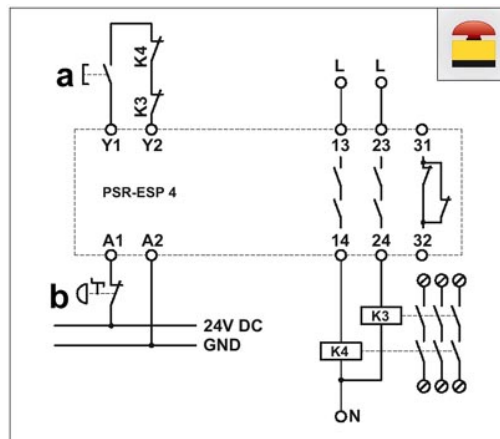 a
K4
K3
L L
Y1 Y2 13 23 31
PSR-ESP 4
A1 A2 14 24 32
b
24V DC
GND
K3
K4
N